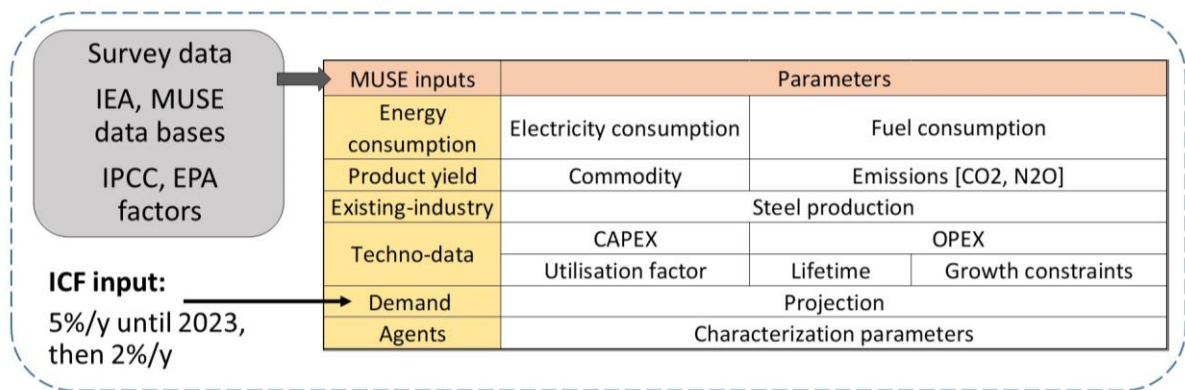 Survey data
IEA, MUSE
data bases
IPCC, EPA
factors
ICF input:
5%/y until 2023,
then 2%/y
MUSE inputs Parameters
Energy
consumption Electricity consumption Fuel consumption
Product yield Commodity Emissions [CO2, N2O]
Existing-industry Steel production
Techno-data CAPEX OPEX
Utilisation factor Lifetime Growth constraints
Demand Projection
Agents Characterization parameters